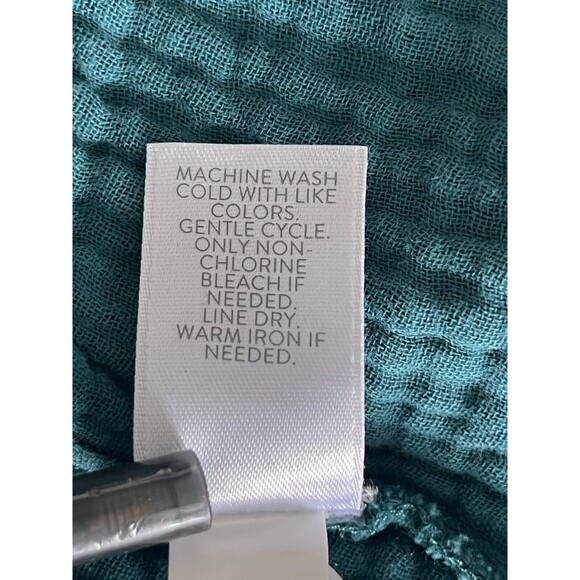 MACHINE WASH
COLD WITH LIKE
COLORS.
GENTLE CYCLE.
ONLY NON-
CHLORINE
BLEACH IF
NEEDED.
LINE DRY.
WARM IRON IF
NEEDED.